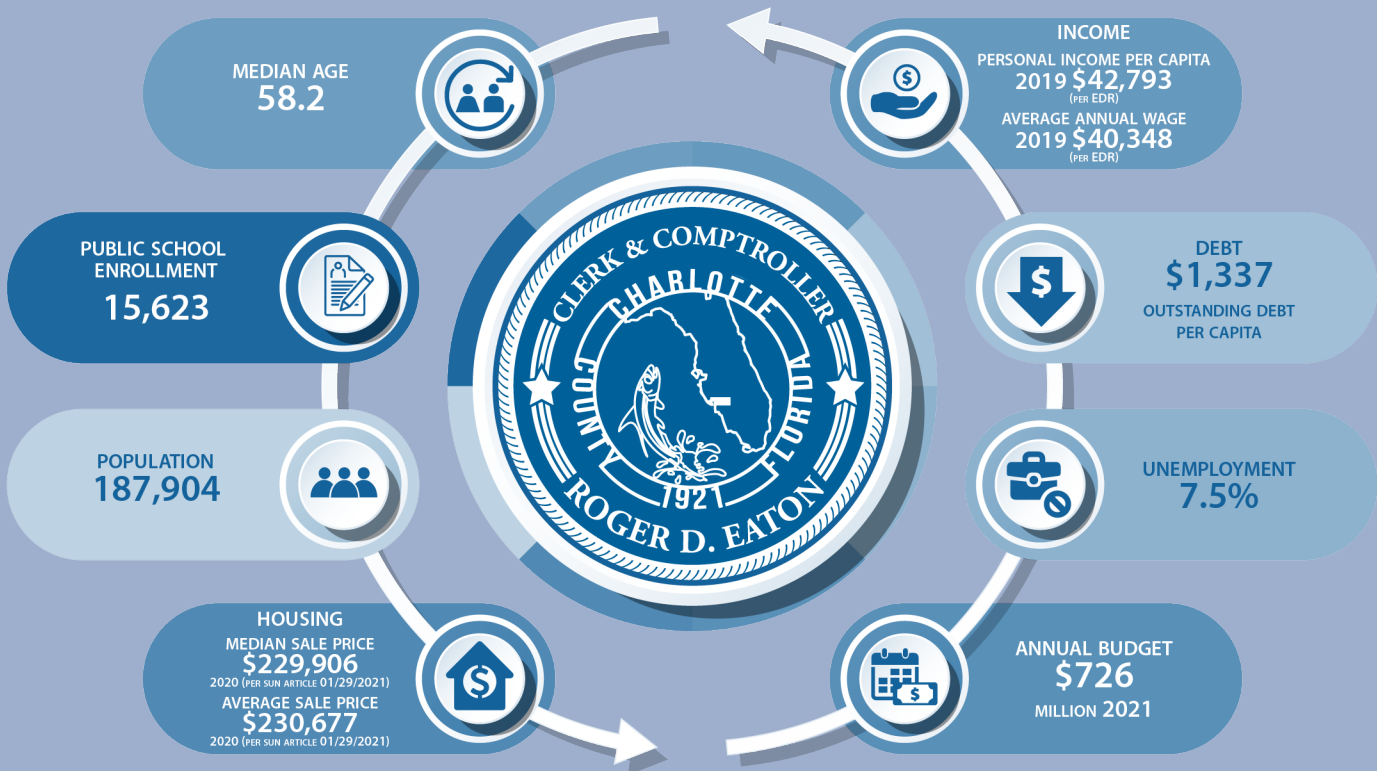 MEDIAN AGE
58.2
PUBLIC SCHOOL
ENROLLMENT
15,623
POPULATION
187,904
HOUSING
MEDIAN SALE PRICE
$229,906
2020 (PER SUN ARTICLE 01/29/2021)
AVERAGE SALE PRICE
$230,677
2020 (PER SUN ARTICLE 01/29/2021)
CLERK & COMPTROLLER
CHARLOTTE
COUNTY
FLORIDA
1921
ROGER D. EATON
INCOME
PERSONAL INCOME PER CAPITA
2019 $42,793
(PER EDR)
AVERAGE ANNUAL WAGE
2019 $40,348
(PER EDR)
$
DEBT
$1,337
OUTSTANDING DEBT
PER CAPITA
$
UNEMPLOYMENT
7.5%
ANNUAL BUDGET
$726
MILLION 2021
$
$